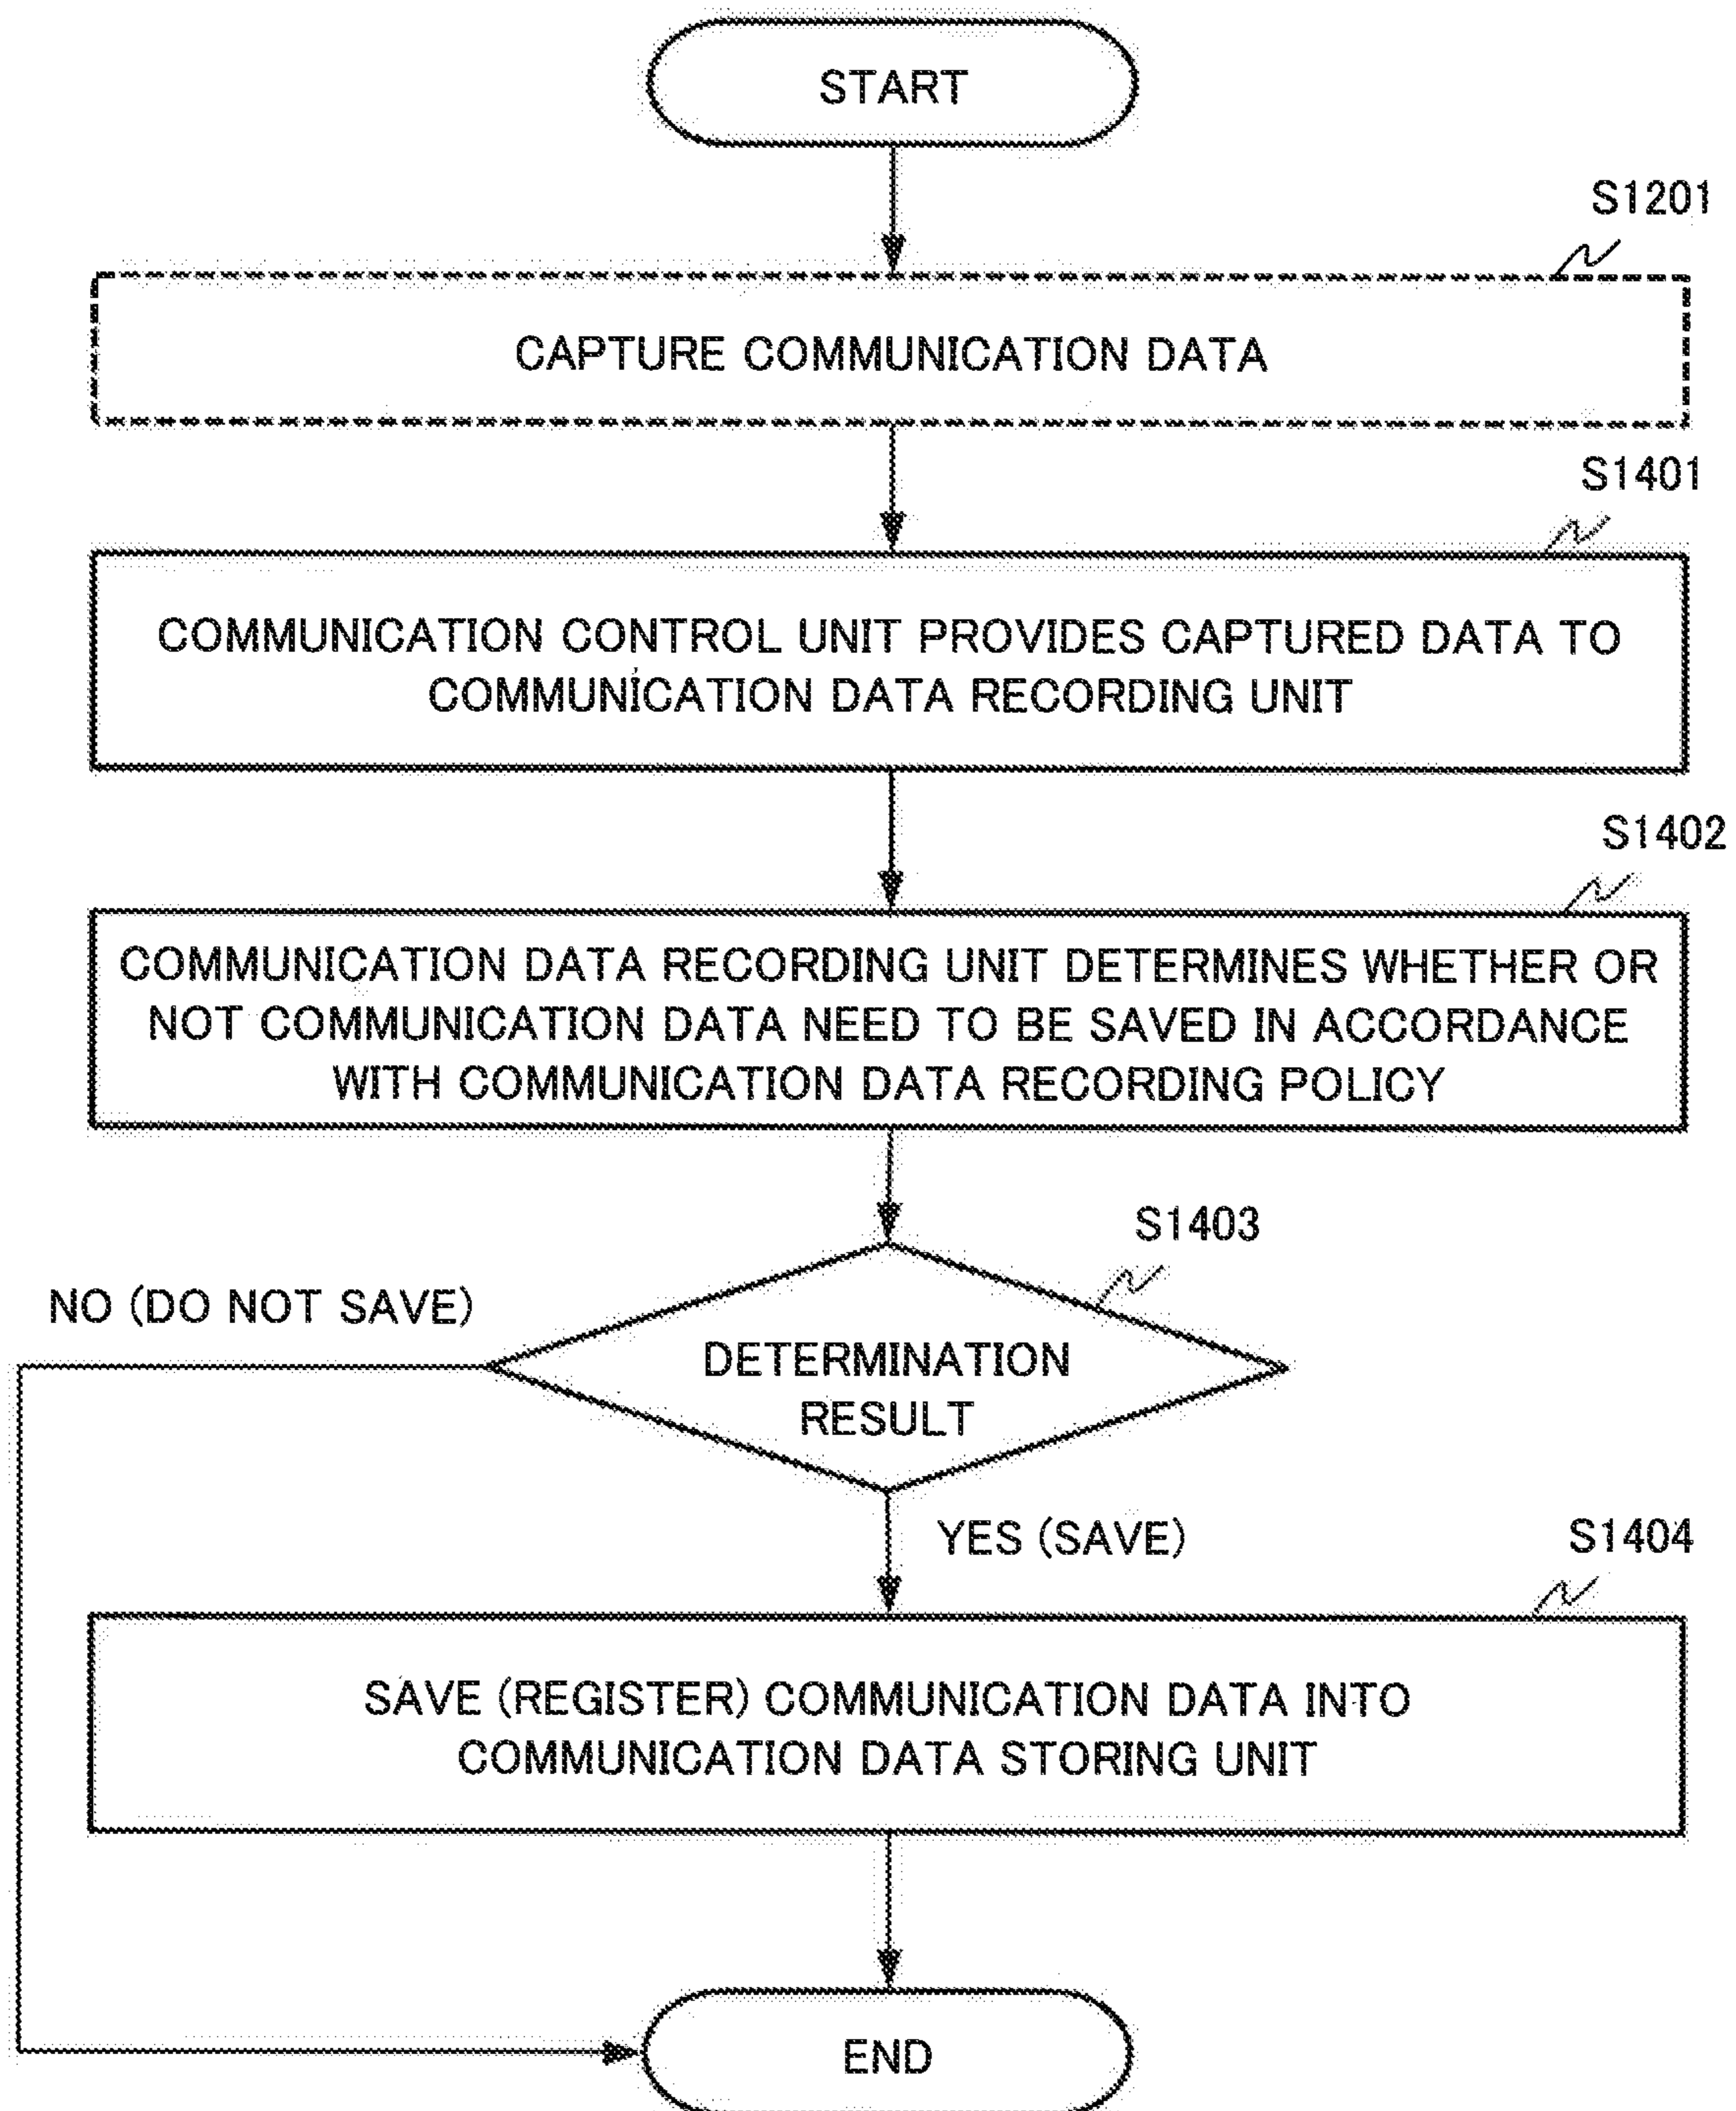 START
S1201
CAPTURE COMMUNICATION DATA
S1401
COMMUNICATION CONTROL UNIT PROVIDES CAPTURED DATA TO
COMMUNICATION DATA RECORDING UNIT
S1402
COMMUNICATION DATA RECORDING UNIT DETERMINES WHETHER OR
NOT COMMUNICATION DATA NEED TO BE SAVED IN ACCORDANCE
WITH COMMUNICATION DATA RECORDING POLICY
S1403
NO (DO NOT SAVE)
DETERMINATION
RESULT
YES (SAVE)
S1404
SAVE (REGISTER) COMMUNICATION DATA INTO
COMMUNICATION DATA STORING UNIT
END